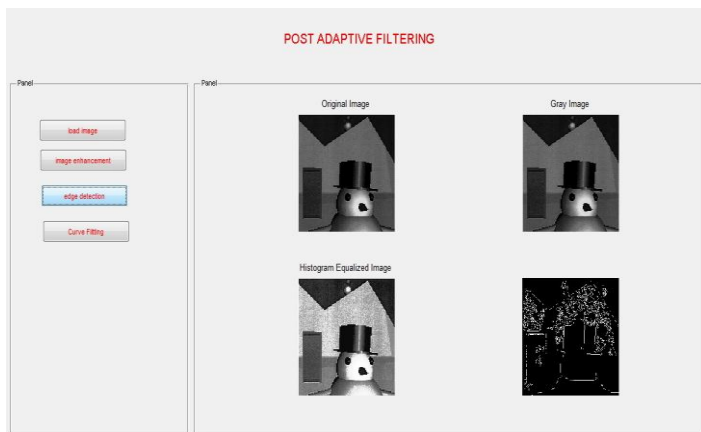 POST ADAPTIVE FILTERING
Panel
load image
image enhancement
edge detection
Curve Fitting
Panel
Original Image
Gray Image
Histogram Equalized Image